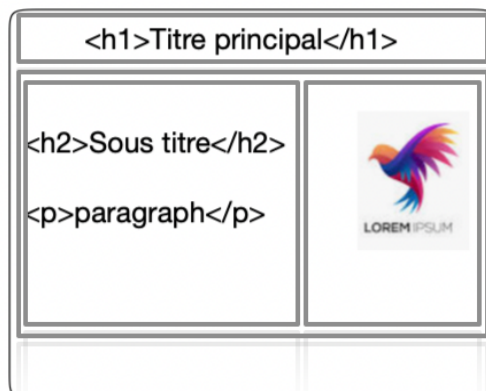 <h1>Titre principal</h1>
<h2>Sous titre</h2>
<p>paragraph</p>
LOREM IPSUM